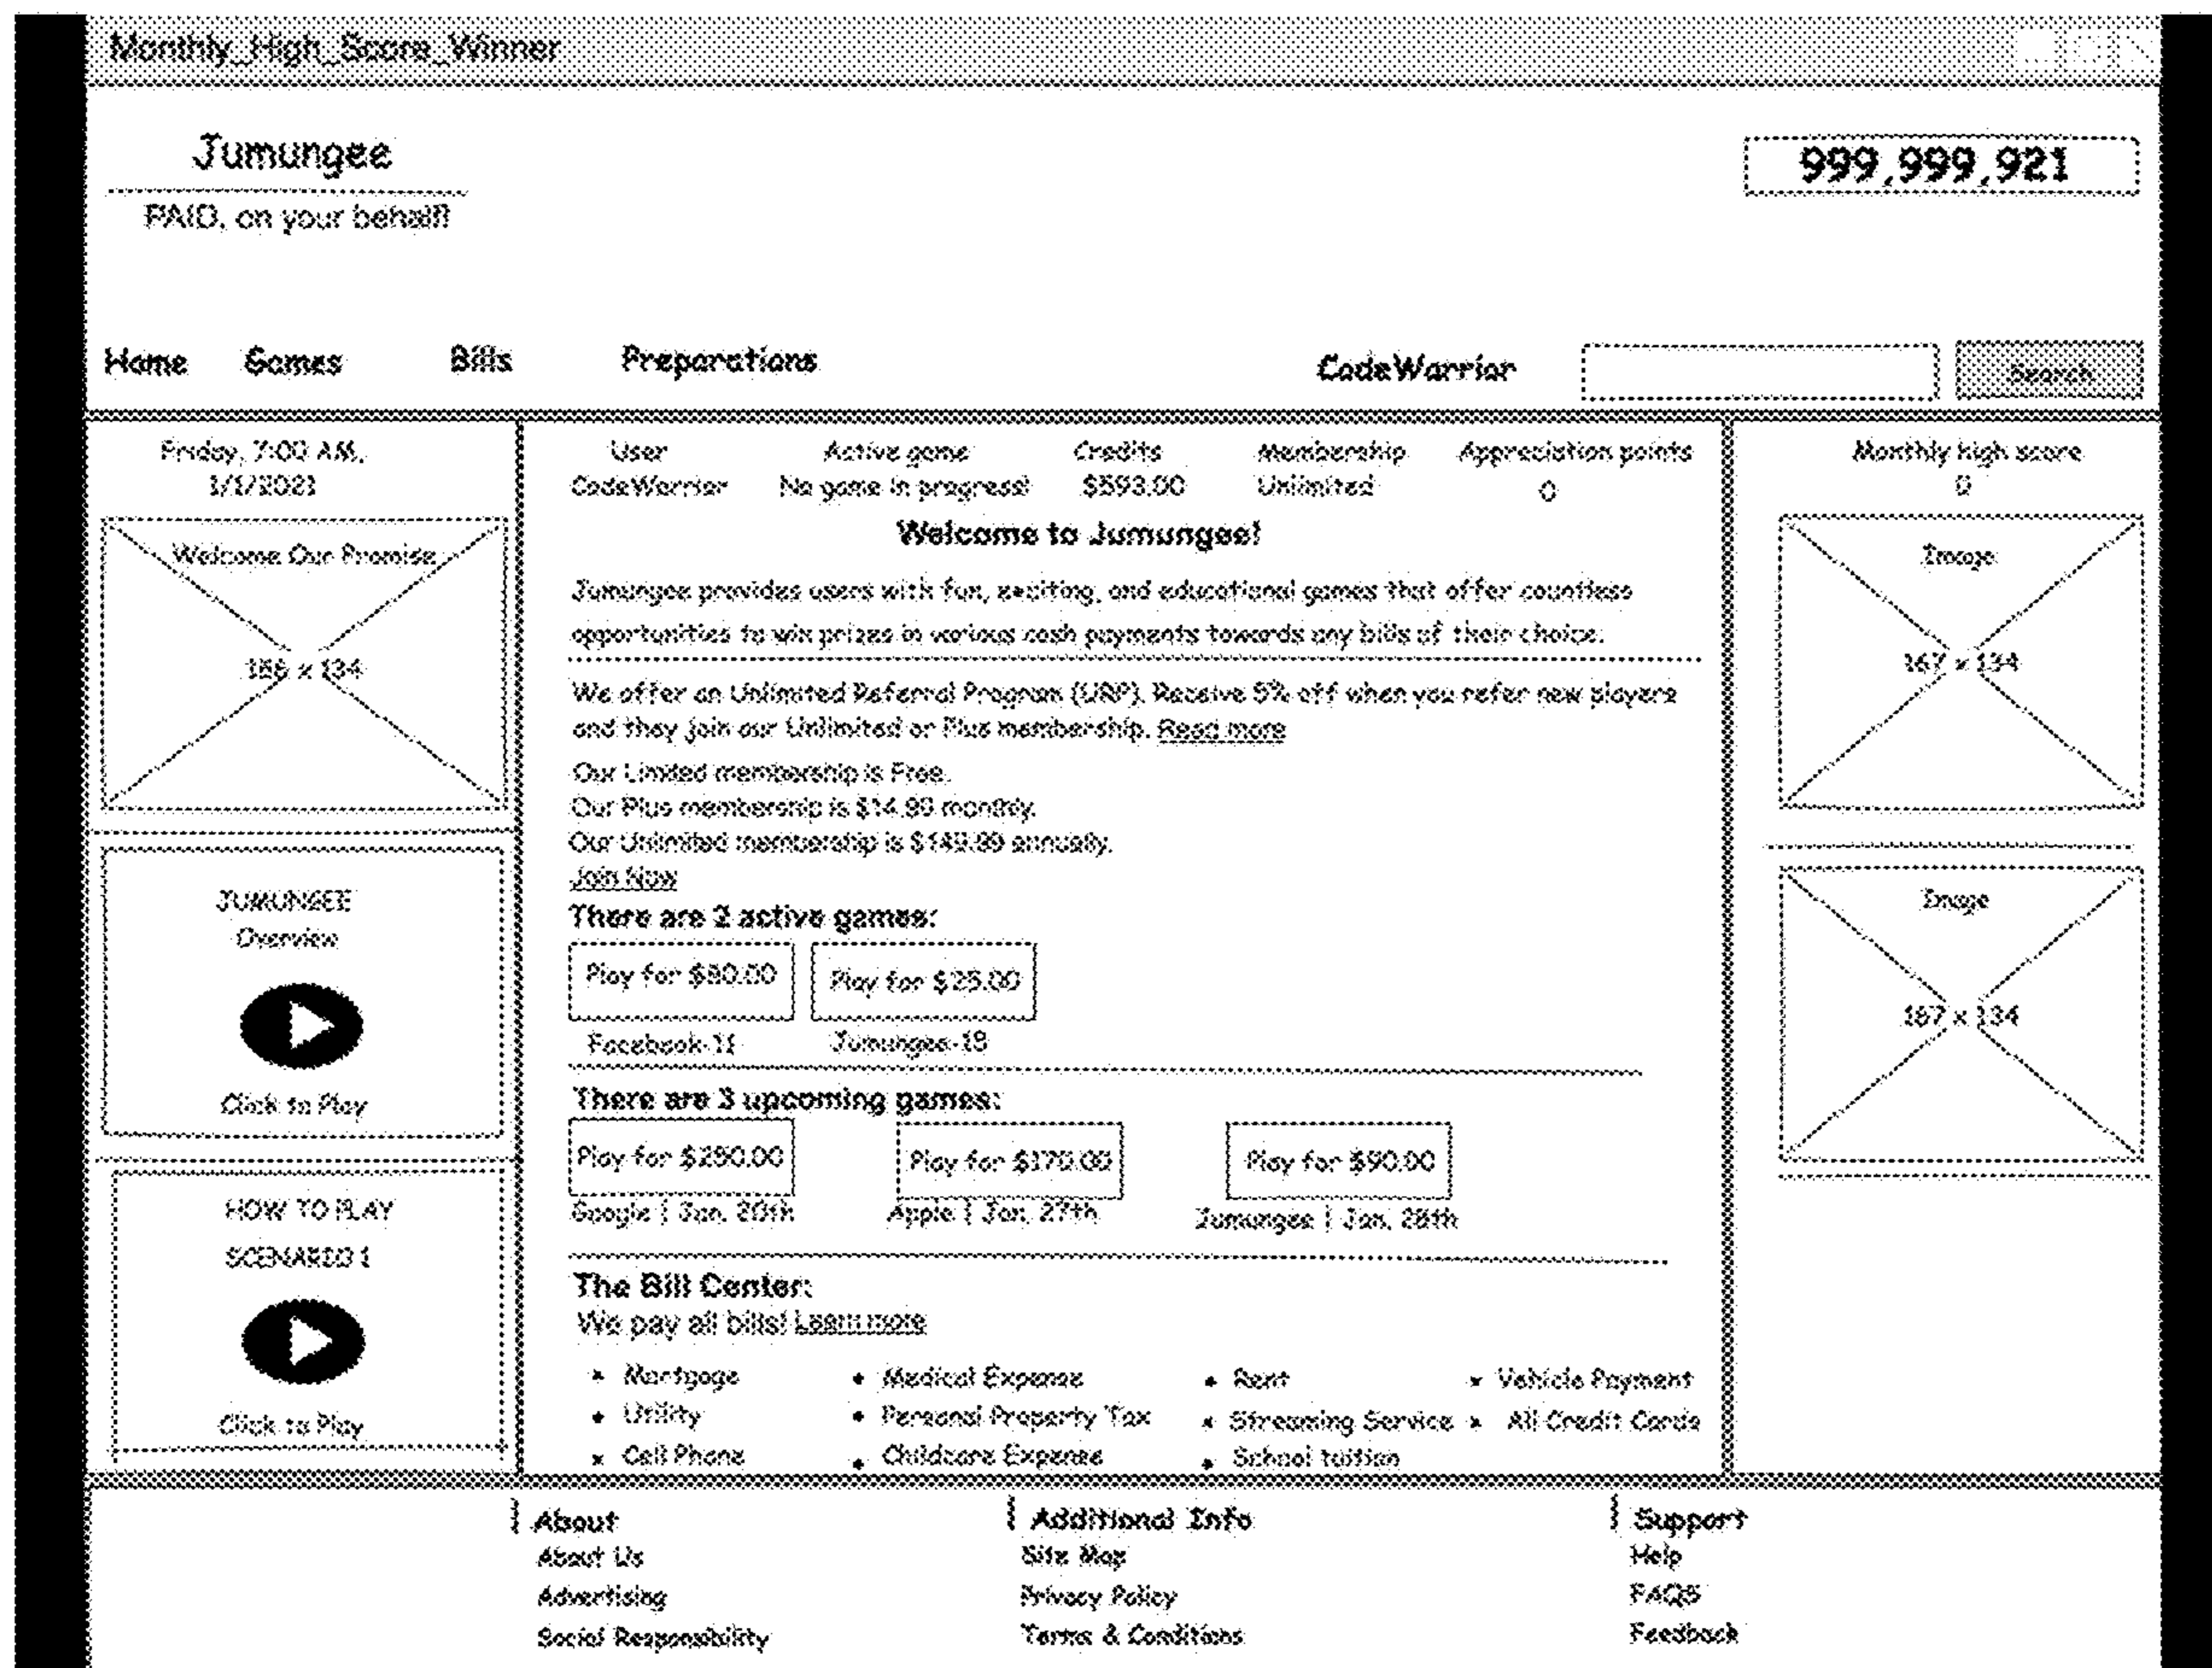 Monthly_High_Score_Winner
Jumungee
999,999,921
PAID, on your behalf!
Home Games Bills Preparations CodeWarrior Search
Friday, 7:00 AM,
1/1/2021
Welcome Our Promise
156 x 134
JUMUNGEE
Overview
Click to Play
HOW TO PLAY
SCENARIO 1
Click to Play
User Active game Credits Membership Appreciation points
CodeWarrior No game in progress! $593.00 Unlimited 0
Welcome to Jumungee!
Jumungee provides users with fun, exciting, and educational games that offer countless
opportunities to win prizes in various cash payments towards any bills of their choice.
We offer an Unlimited Referral Program (URP). Receive 5% off when you refer new players
and they join our Unlimited or Plus membership. Read more
Our Limited membership is Free.
Our Plus membership is $14.99 monthly.
Our Unlimited membership is $149.99 annually.
Join Now
There are 2 active games:
Play for $80.00 Play for $25.00
Facebook-11 Jumungee-18
There are 3 upcoming games:
Play for $280.00 Play for $170.00 Play for $90.00
Google | Jan. 20th Apple | Jan. 27th Jumungee | Jan. 28th
The Bill Center:
We pay all bills! Learn more
• Mortgage • Medical Expense • Rent • Vehicle Payment
• Utility • Personal Property Tax • Streaming Service • All Credit Cards
• Cell Phone • Childcare Expense • School tuition
Monthly high score
0
Image
167 x 134
Image
167 x 134
| About | Additional Info | Support
About Us Site Map Help
Advertising Privacy Policy FAQS
Social Responsibility Terms & Conditions Feedback